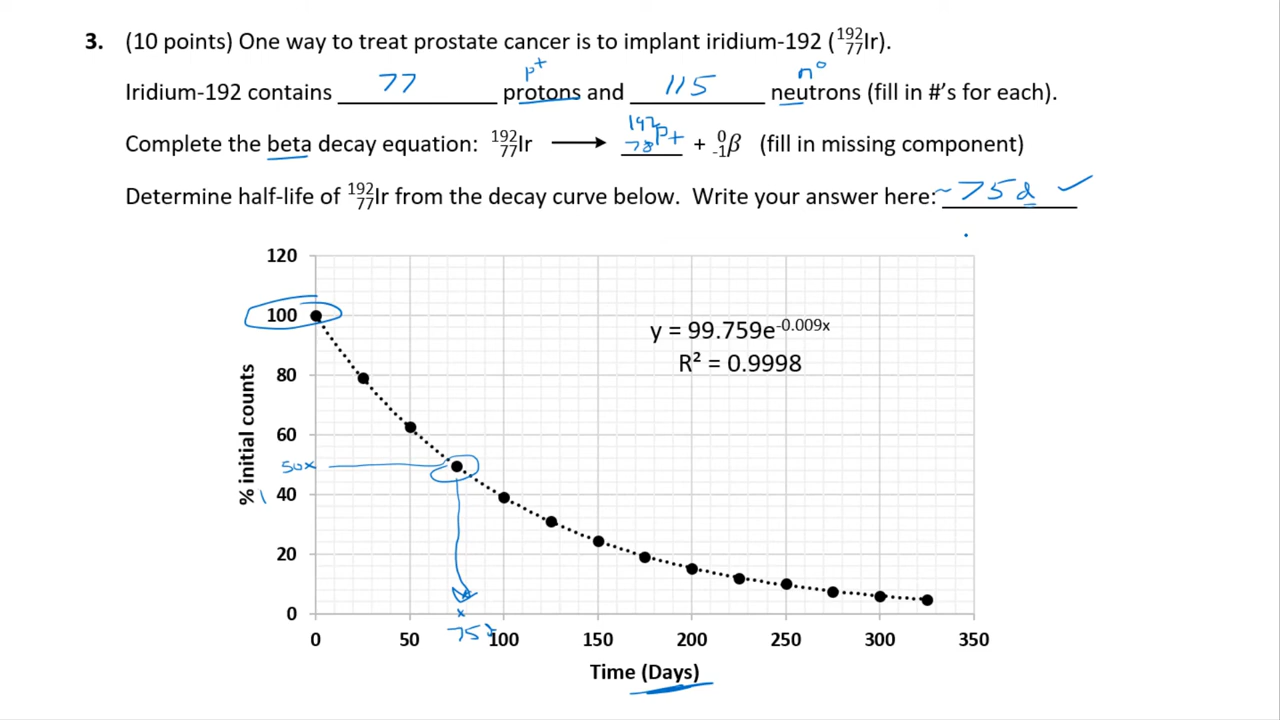 3. (10 points) One way to treat prostate cancer is to implant iridium-192 (¹⁹²₇₇Ir).
p⁺ n⁰
Iridium-192 contains 77 protons and 115 neutrons (fill in #'s for each).
Complete the beta decay equation: ¹⁹²₇₇Ir ⟶ ¹⁹²₇₈Pt + ⁰₋₁β (fill in missing component)
Determine half-life of ¹⁹²₇₇Ir from the decay curve below. Write your answer here: ~75d ✓
120
100
80
60
40
20
0
% initial counts
y = 99.759e⁻⁰·⁰⁰⁹ˣ
R² = 0.9998
0 50 100 150 200 250 300 350
Time (Days)